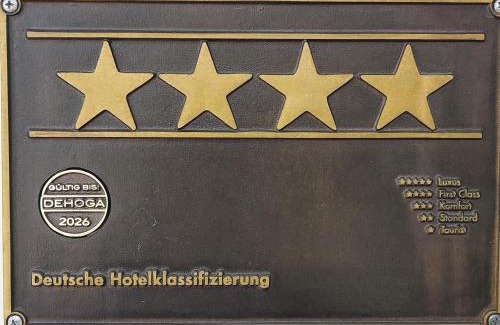 GÜLTIG BIS:
DEHOGA
2026
★★★★★ Luxus
★★★★ First Class
★★★ Komfort
★★ Standard
★ Tourist
Deutsche Hotelklassifizierung